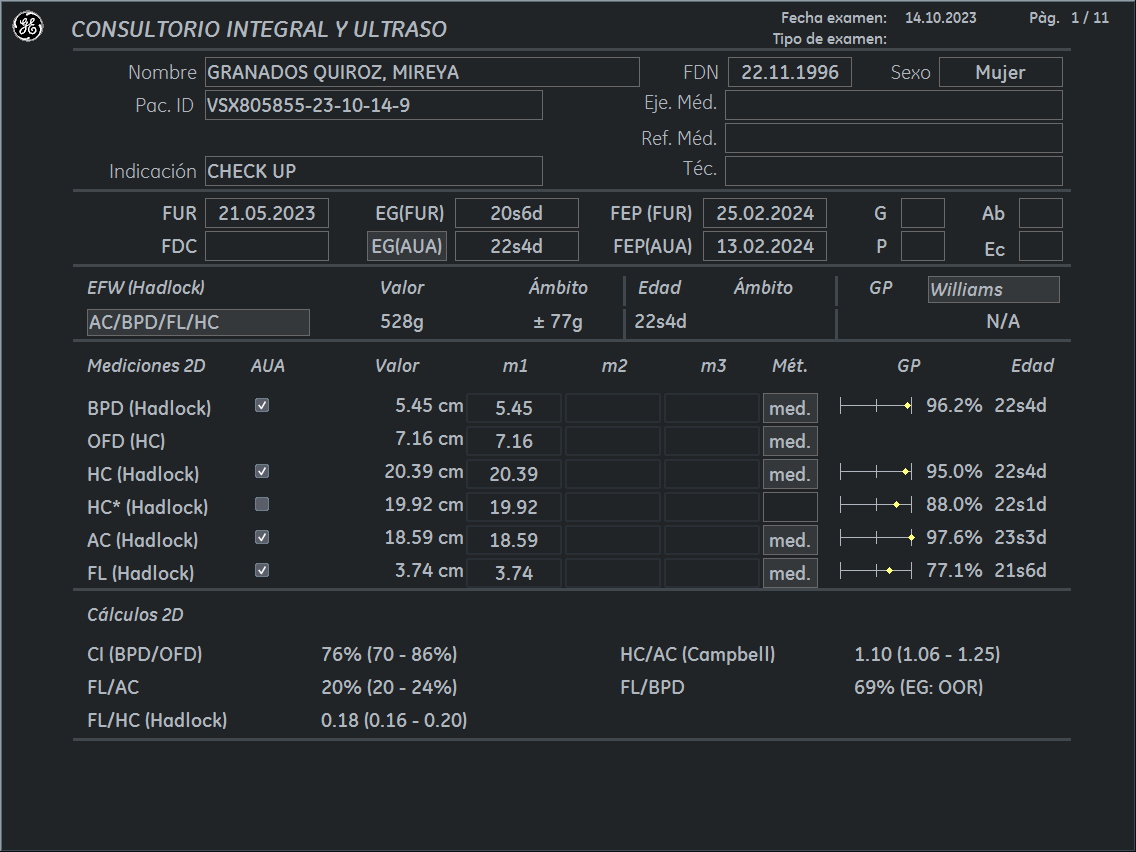 CONSULTORIO INTEGRAL Y ULTRASO
Fecha examen: 14.10.2023 Pàg. 1 / 11
Tipo de examen:
Nombre GRANADOS QUIROZ, MIREYA FDN 22.11.1996 Sexo Mujer
Pac. ID VSX805855-23-10-14-9 Eje. Méd.
Ref. Méd.
Indicación CHECK UP Téc.
FUR 21.05.2023 EG(FUR) 20s6d FEP (FUR) 25.02.2024 G Ab
FDC EG(AUA) 22s4d FEP(AUA) 13.02.2024 P Ec
EFW (Hadlock) Valor Ámbito Edad Ámbito GP Williams
AC/BPD/FL/HC 528g ± 77g 22s4d N/A
Mediciones 2D AUA Valor m1 m2 m3 Mét. GP Edad
BPD (Hadlock) 5.45 cm 5.45 med. 96.2% 22s4d
OFD (HC) 7.16 cm 7.16 med.
HC (Hadlock) 20.39 cm 20.39 med. 95.0% 22s4d
HC* (Hadlock) 19.92 cm 19.92 88.0% 22s1d
AC (Hadlock) 18.59 cm 18.59 med. 97.6% 23s3d
FL (Hadlock) 3.74 cm 3.74 med. 77.1% 21s6d
Cálculos 2D
CI (BPD/OFD) 76% (70 - 86%) HC/AC (Campbell) 1.10 (1.06 - 1.25)
FL/AC 20% (20 - 24%) FL/BPD 69% (EG: OOR)
FL/HC (Hadlock) 0.18 (0.16 - 0.20)